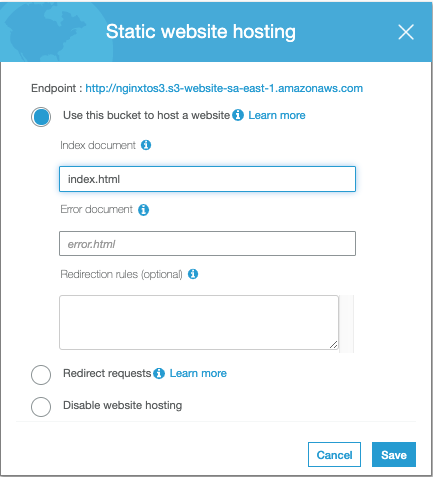 Static website hosting
Endpoint : http://nginxtos3.s3-website-sa-east-1.amazonaws.com
Use this bucket to host a website Learn more
Index document
index.html
Error document
error.html
Redirection rules (optional)
Redirect requests Learn more
Disable website hosting
Cancel Save